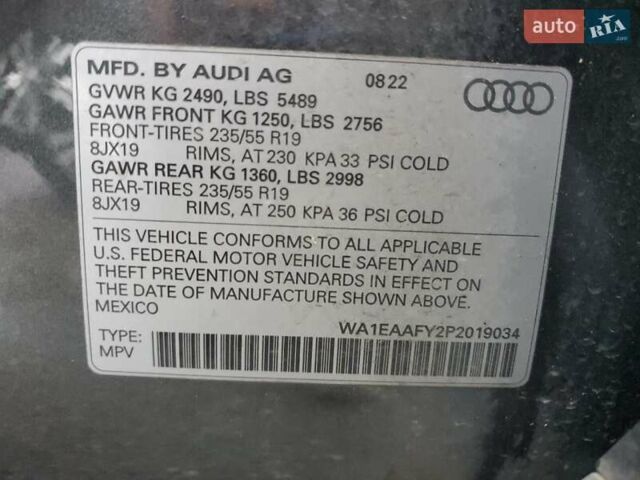 auto RIA .com
MFD. BY AUDI AG 08 22
GVWR KG 2490, LBS 5489
GAWR FRONT KG 1250, LBS 2756
FRONT-TIRES 235/55 R19
8JX19 RIMS, AT 230 KPA 33 PSI COLD
GAWR REAR KG 1360, LBS 2998
REAR-TIRES 235/55 R19
8JX19 RIMS, AT 250 KPA 36 PSI COLD
THIS VEHICLE CONFORMS TO ALL APPLICABLE
U.S. FEDERAL MOTOR VEHICLE SAFETY AND
THEFT PREVENTION STANDARDS IN EFFECT ON
THE DATE OF MANUFACTURE SHOWN ABOVE.
MEXICO
WA1EAAFY2P2019034
TYPE:
MPV